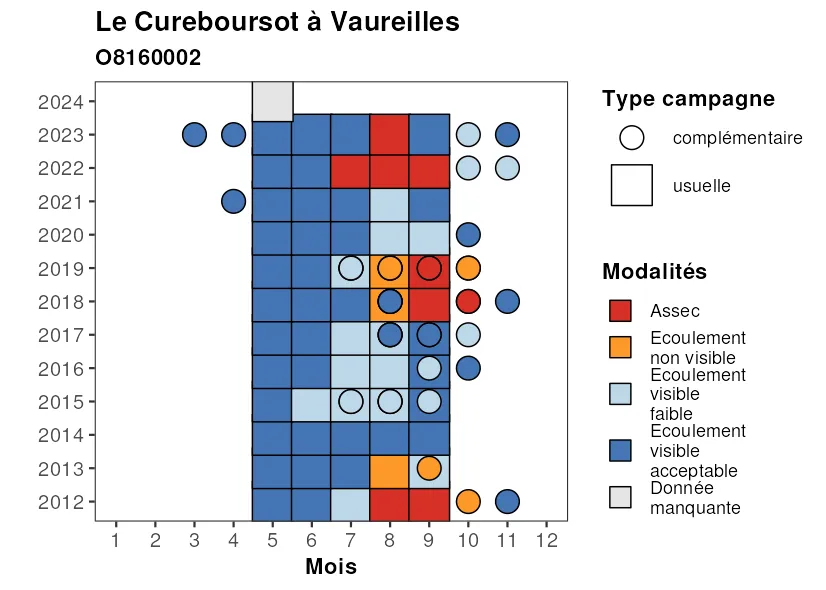 Le Cureboursot à Vaureilles
O8160002
2024
2023
2022
2021
2020
2019
2018
2017
2016
2015
2014
2013
2012
1 2 3 4 5 6 7 8 9 10 11 12
Mois
Type campagne
complémentaire
usuelle
Modalités
Assec
Ecoulement
non visible
Ecoulement
visible
faible
Ecoulement
visible
acceptable
Donnée
manquante